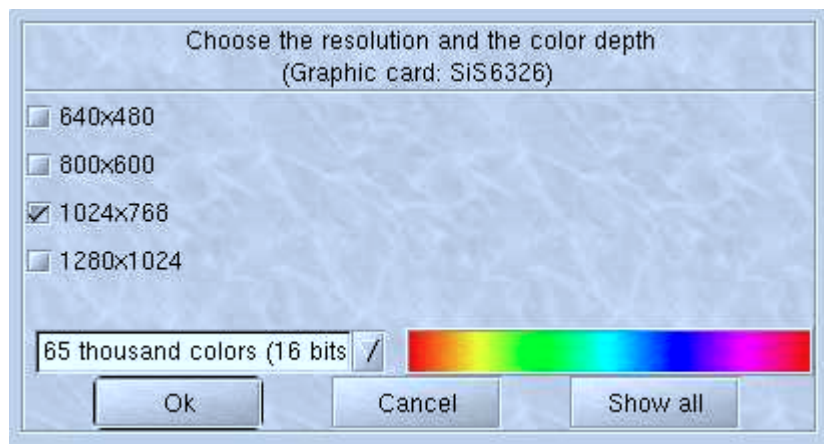 Choose the resolution and the color depth
(Graphic card: SiS6326)
640x480
800x600
1024x768
1280x1024
65 thousand colors (16 bits
Ok Cancel Show all